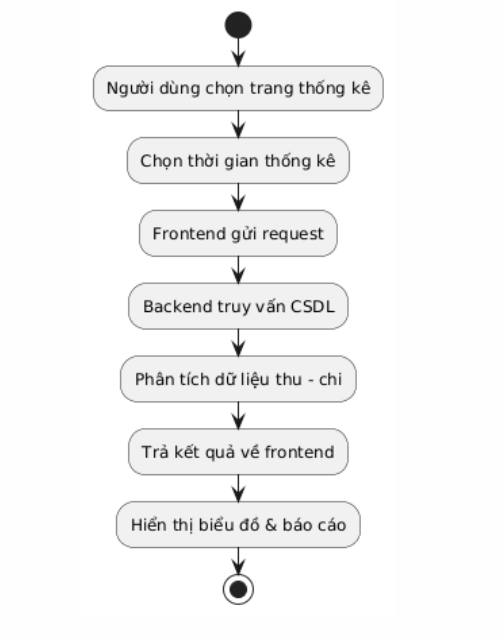 Người dùng chọn trang thống kê
Chọn thời gian thống kê
Frontend gửi request
Backend truy vấn CSDL
Phân tích dữ liệu thu - chi
Trả kết quả về frontend
Hiển thị biểu đồ & báo cáo